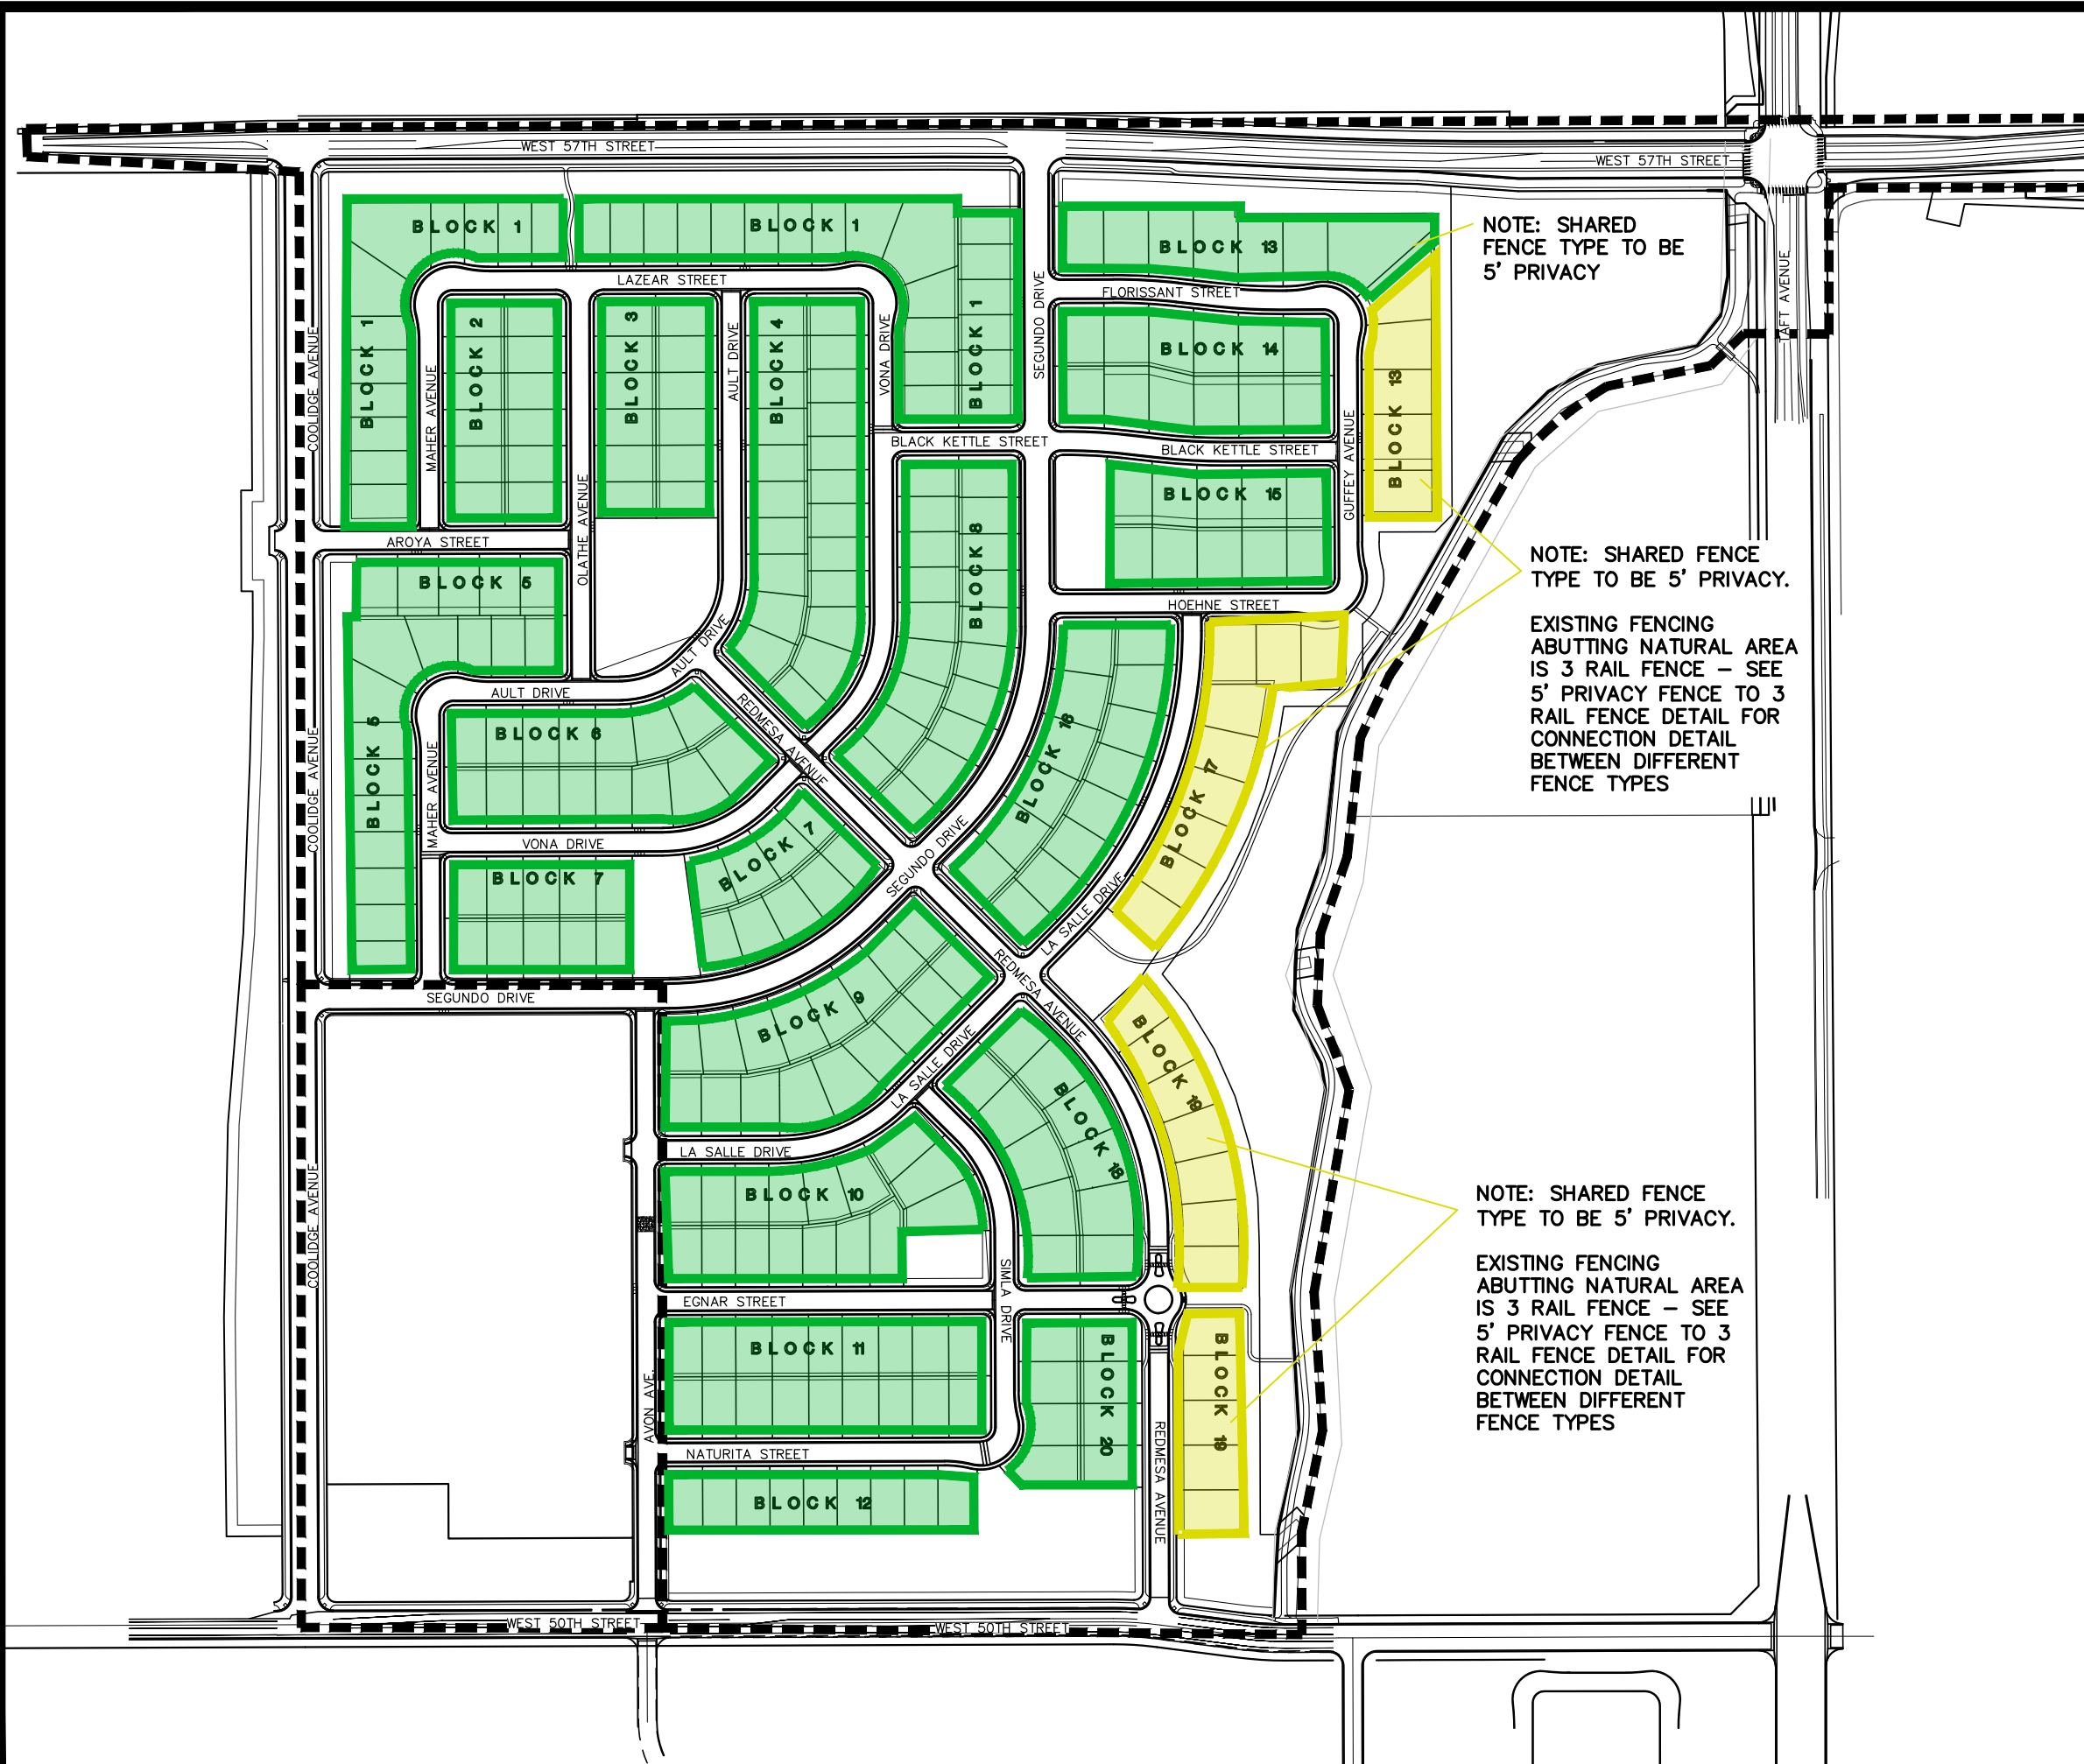 WEST 57TH STREET
WEST 57TH STREET
BLOCK 1
BLOCK 1
BLOCK 13
NOTE: SHARED
FENCE TYPE TO BE
5' PRIVACY
LAZEAR STREET
FLORISSANT STREET
SEGUNDO DRIVE
TAFT AVENUE
COOLIDGE AVENUE
BLOCK 1
MAHER AVENUE
BLOCK 2
BLOCK 3
AULT DRIVE
BLOCK 4
VONA DRIVE
BLOCK 1
BLOCK 14
BLOCK 13
BLACK KETTLE STREET
BLACK KETTLE STREET
GUFFEY AVENUE
BLOCK 15
OLATHE AVENUE
BLOCK 8
AROYA STREET
BLOCK 5
HOEHNE STREET
NOTE: SHARED FENCE
TYPE TO BE 5' PRIVACY.
EXISTING FENCING
ABUTTING NATURAL AREA
IS 3 RAIL FENCE – SEE
5' PRIVACY FENCE TO 3
RAIL FENCE DETAIL FOR
CONNECTION DETAIL
BETWEEN DIFFERENT
FENCE TYPES
AULT DRIVE
AULT DRIVE
REDMESA AVENUE
BLOCK 6
BLOCK 5
COOLIDGE AVENUE
MAHER AVENUE
BLOCK 16
BLOCK 17
VONA DRIVE
BLOCK 7
BLOCK 7
SEGUNDO DRIVE
LA SALLE DRIVE
REDMESA AVENUE
SEGUNDO DRIVE
BLOCK 9
BLOCK 19
LA SALLE DRIVE
BLOCK 18
LA SALLE DRIVE
BLOCK 10
COOLIDGE AVENUE
NOTE: SHARED FENCE
TYPE TO BE 5' PRIVACY.
EXISTING FENCING
ABUTTING NATURAL AREA
IS 3 RAIL FENCE – SEE
5' PRIVACY FENCE TO 3
RAIL FENCE DETAIL FOR
CONNECTION DETAIL
BETWEEN DIFFERENT
FENCE TYPES
EGNAR STREET
SIMLA DRIVE
BLOCK 11
BLOCK 20
BLOCK 19
AVON AVE.
NATURITA STREET
REDMESA AVENUE
BLOCK 12
WEST 50TH STREET
WEST 50TH STREET